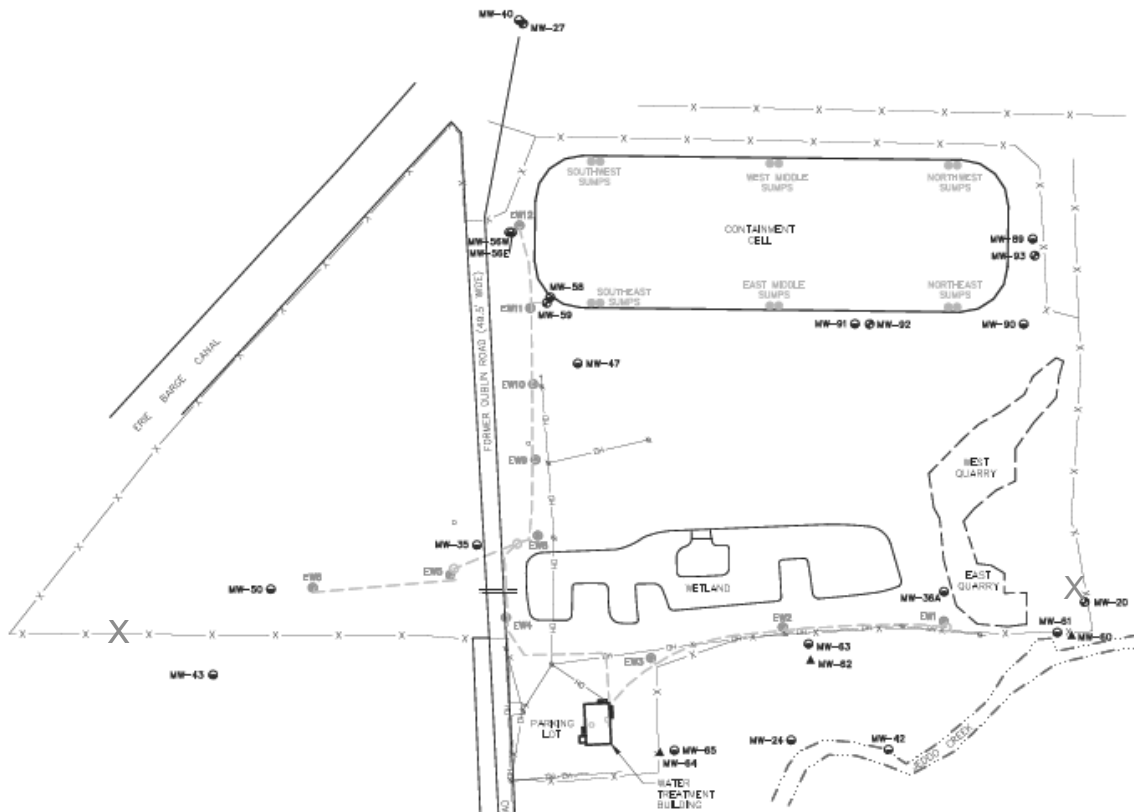 MW-40
MW-27
SOUTHWEST
SUMPS
WEST MIDDLE
SUMPS
NORTHWEST
SUMPS
EW12
MW-56W
MW-56E
CONTAINMENT
CELL
MW-89
MW-93
MW-58
MW-59
SOUTHEAST
SUMPS
EAST MIDDLE
SUMPS
NORTHEAST
SUMPS
EW11
MW-91
MW-92
MW-90
ERIE BARGE CANAL
FORMER DUBLIN ROAD (49.5' WIDE)
MW-47
EW10
EW9
WEST
QUARRY
MW-35
EW5
MW-50
WETLAND
EAST
QUARRY
MW-36A
MW-20
EW4
EW2
EW1
MW-61
MW-60
MW-63
MW-62
EW3
MW-43
PARKING
LOT
MW-65
MW-64
MW-24
MW-42
JEDDO CREEK
WATER
TREATMENT
BUILDING